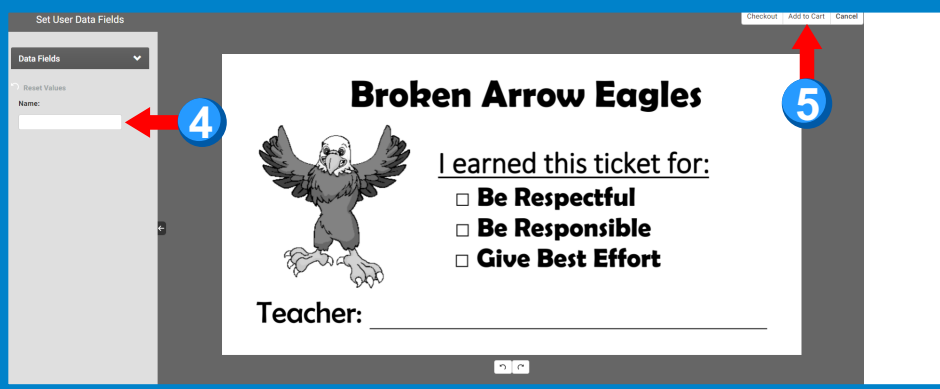 Set User Data Fields
Checkout Add to Cart Cancel
Data Fields
Reset Values
Name:
4
5
Broken Arrow Eagles
I earned this ticket for:
□ Be Respectful
□ Be Responsible
□ Give Best Effort
Teacher: ____________________